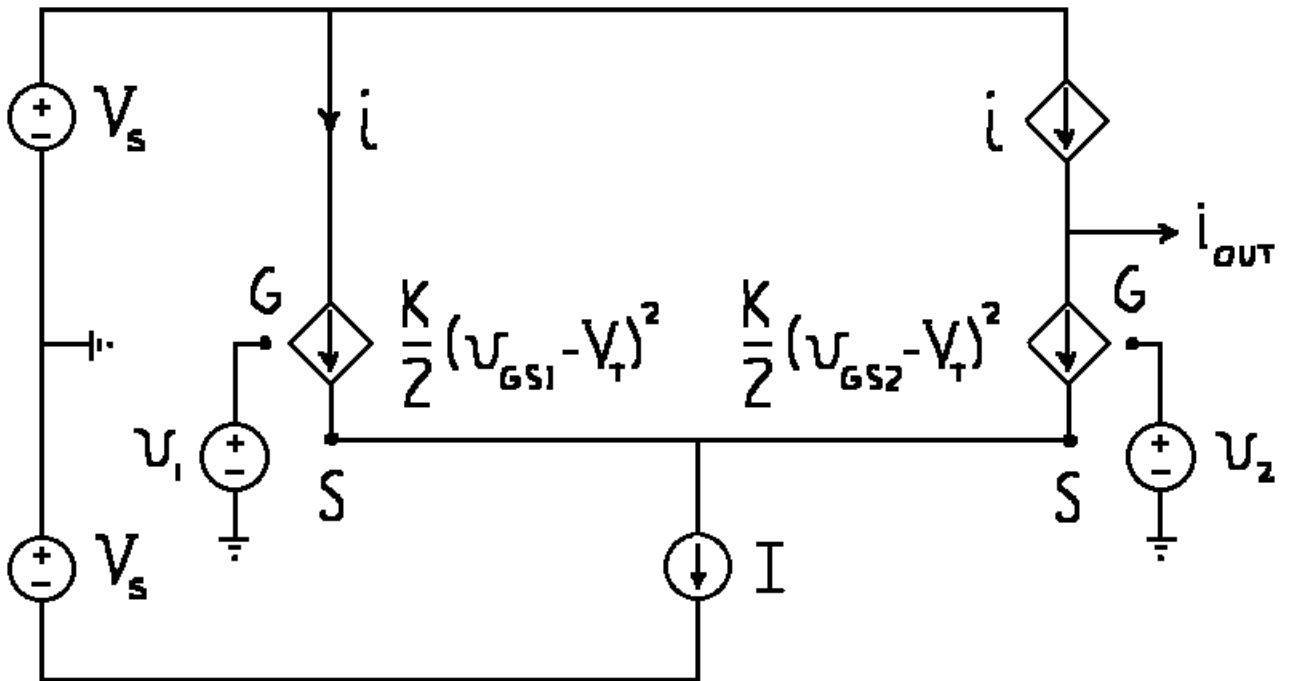 + − V_S
i
i
i_OUT
G
K/2 (v_GS1 - V_T)^2
K/2 (v_GS2 - V_T)^2
G
+ − v_1
S
S
+ − v_2
+ − V_S
I